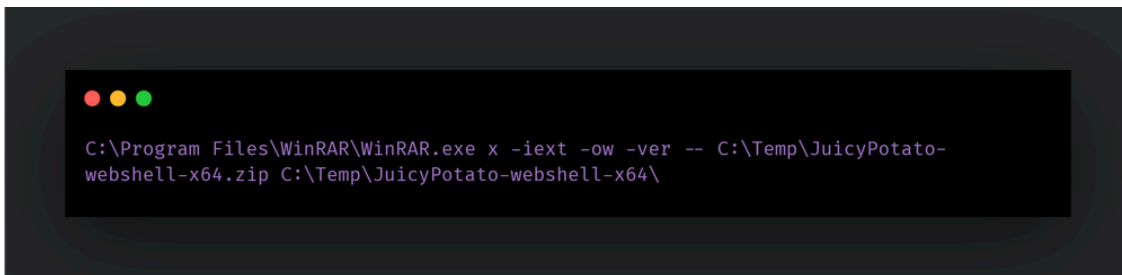 C:\Program Files\WinRAR\WinRAR.exe x -iext -ow -ver -- C:\Temp\JuicyPotato-
webshell-x64.zip C:\Temp\JuicyPotato-webshell-x64\